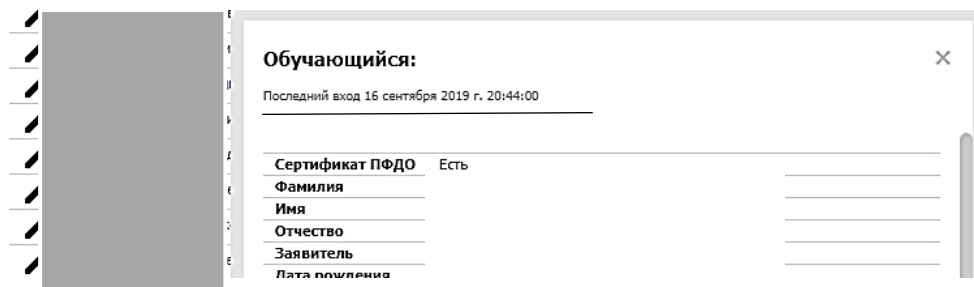 Обучающийся:
Последний вход 16 сентября 2019 г. 20:44:00
Сертификат ПФДО Есть
Фамилия
Имя
Отчество
Заявитель
Дата рождения